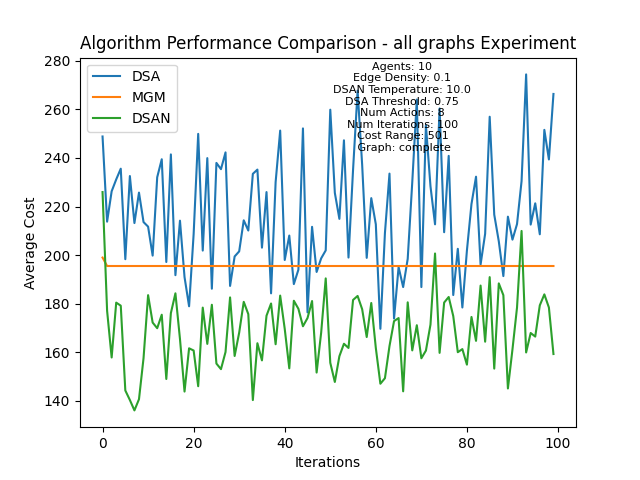 Algorithm Performance Comparison - all graphs Experiment
280
260
240
220
200
180
160
140
Average Cost
DSA
MGM
DSAN
Agents: 10
Edge Density: 0.1
DSAN Temperature: 10.0
DSA Threshold: 0.75
Num Actions: 8
Num Iterations: 100
Cost Range: 501
Graph: complete
0 20 40 60 80 100
Iterations